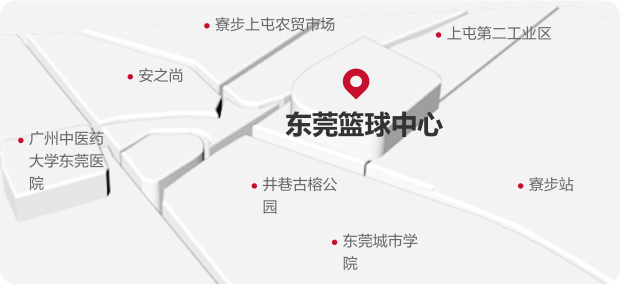 寮步上屯农贸市场
上屯第二工业区
安之尚
东莞篮球中心
广州中医药
大学东莞医
院
井巷古榕公
园
寮步站
东莞城市学
院